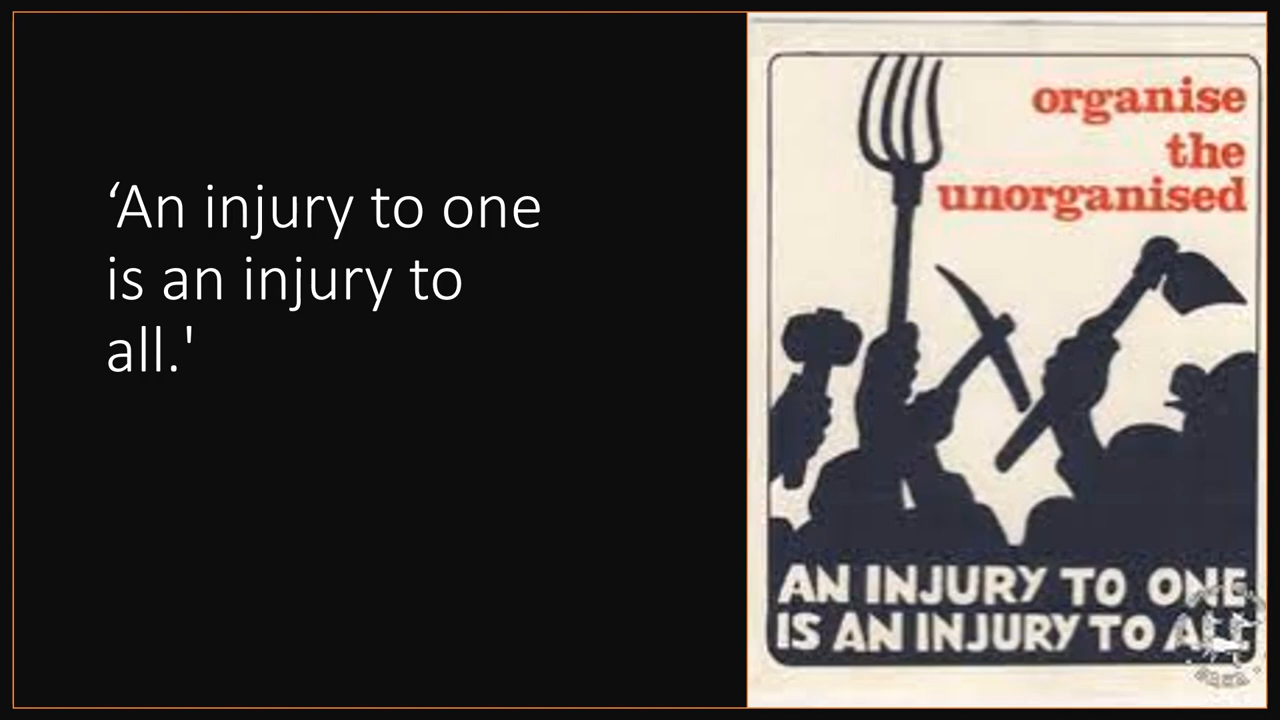 ‘An injury to one
is an injury to
all.'
organise
the
unorganised
AN INJURY TO ONE
IS AN INJURY TO ALL